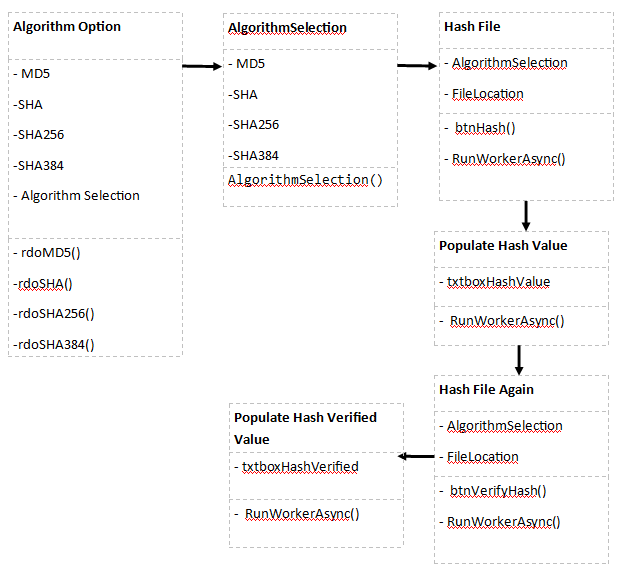 Algorithm Option
- MD5
-SHA
-SHA256
-SHA384
- Algorithm Selection
- rdoMD5()
-rdoSHA()
-rdoSHA256()
-rdoSHA384()
AlgorithmSelection
- MD5
-SHA
-SHA256
-SHA384
AlgorithmSelection()
Hash File
- AlgorithmSelection
- FileLocation
- btnHash()
- RunWorkerAsync()
Populate Hash Value
- txtboxHashValue
- RunWorkerAsync()
Hash File Again
- AlgorithmSelection
- FileLocation
- btnVerifyHash()
- RunWorkerAsync()
Populate Hash Verified
Value
- txtboxHashVerified
- RunWorkerAsync()